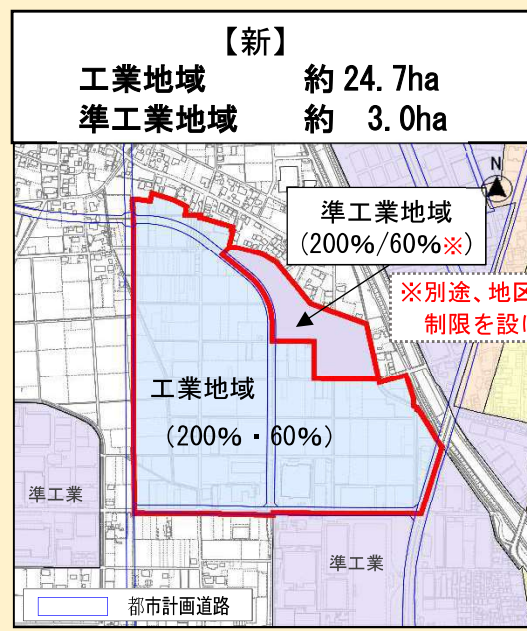 【新】
工業地域 約 24.7ha
準工業地域 約 3.0ha
N
準工業地域
(200%/60%※)
※別途、地区
制限を設け
工業地域
(200%・60%)
準工業
準工業
都市計画道路